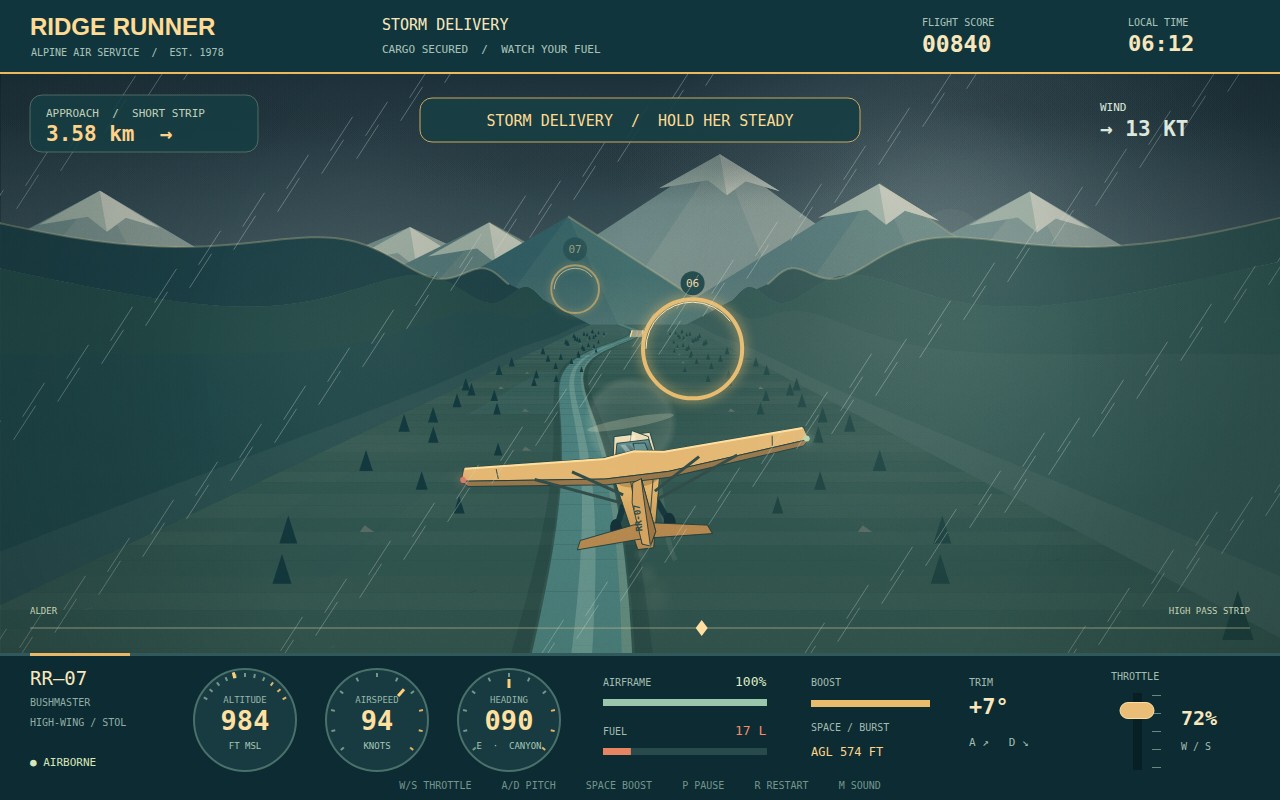 RIDGE RUNNER
ALPINE AIR SERVICE / EST. 1978
STORM DELIVERY
CARGO SECURED / WATCH YOUR FUEL
FLIGHT SCORE
00840
LOCAL TIME
06:12
APPROACH / SHORT STRIP
3.58 km →
STORM DELIVERY / HOLD HER STEADY
WIND
→ 13 KT
07
06
RR-07
ALDER
HIGH PASS STRIP
RR—07
BUSHMASTER
HIGH-WING / STOL
● AIRBORNE
ALTITUDE
984
FT MSL
AIRSPEED
94
KNOTS
HEADING
090
E · CANYON
AIRFRAME 100%
FUEL 17 L
BOOST
SPACE / BURST
AGL 574 FT
TRIM
+7°
A ↗ D ↘
THROTTLE
72%
W / S
W/S THROTTLE A/D PITCH SPACE BOOST P PAUSE R RESTART M SOUND